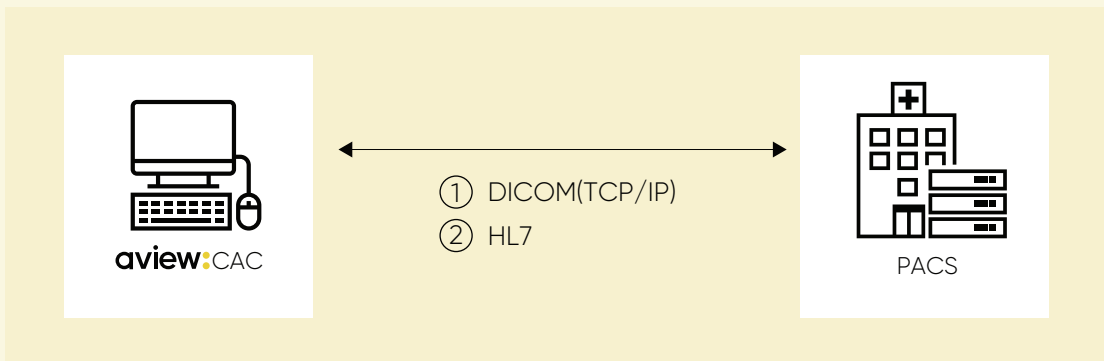 aview:CAC
① DICOM(TCP/IP)
② HL7
PACS